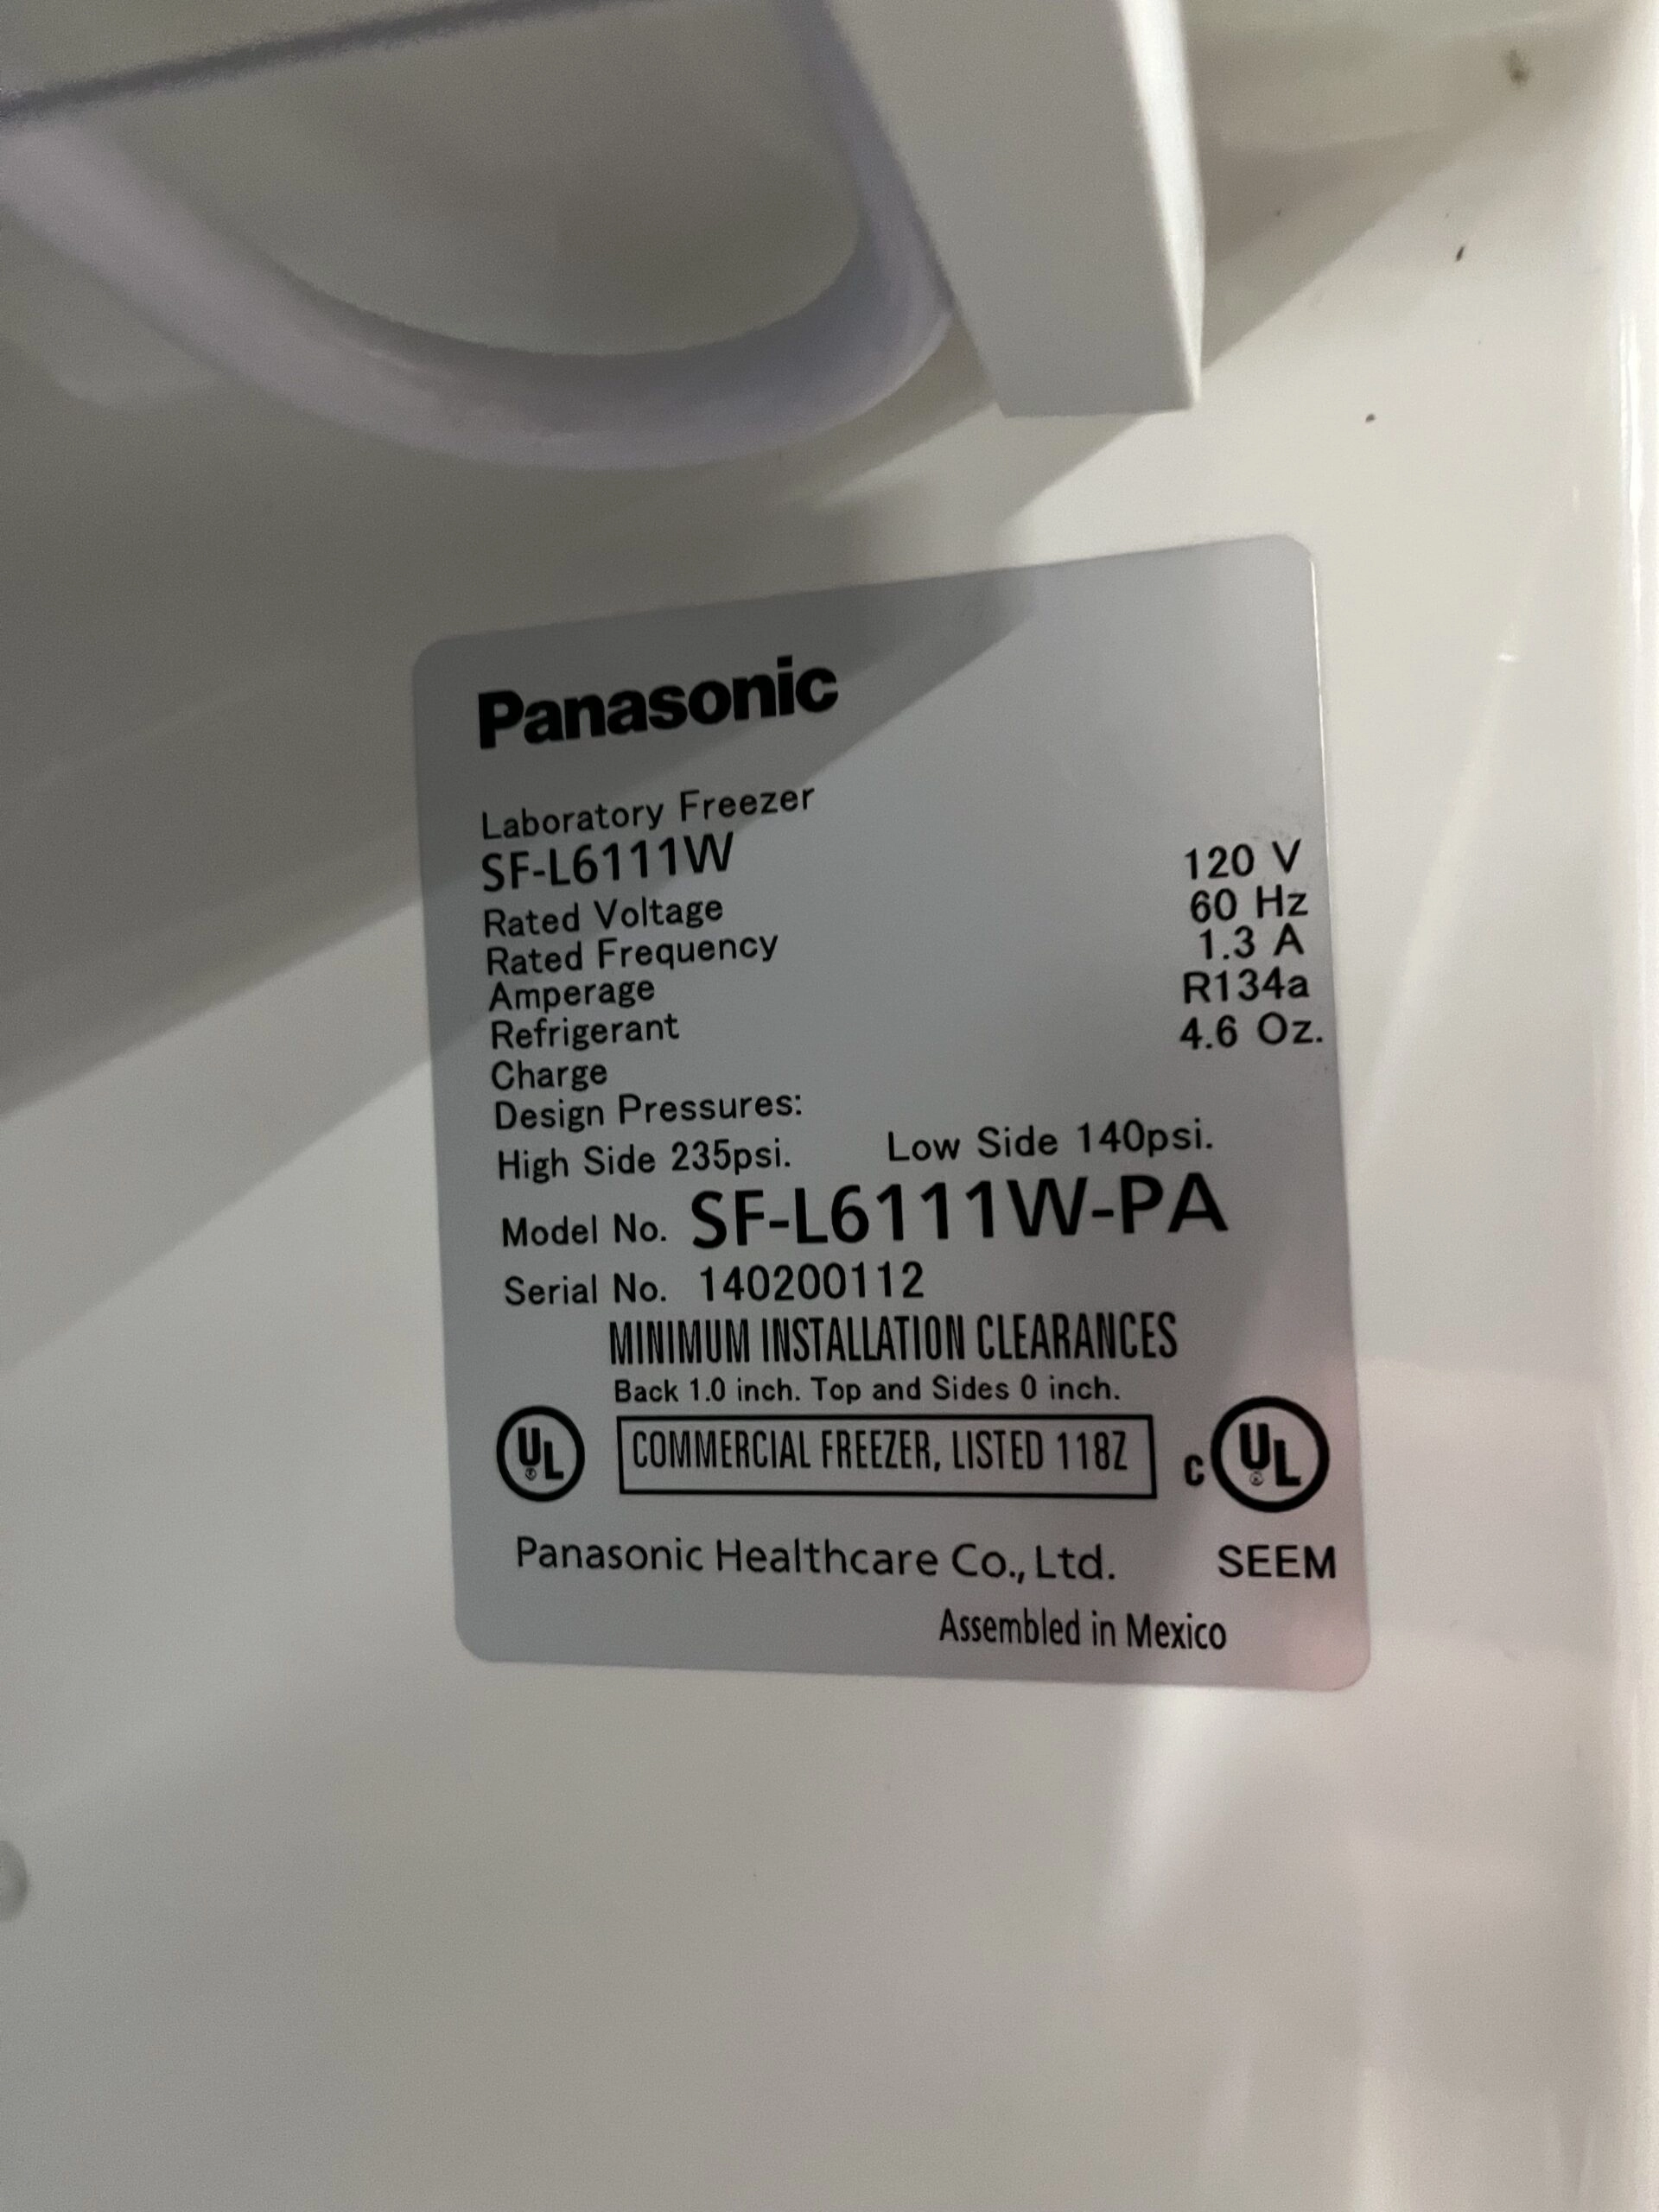 Panasonic
Laboratory Freezer
SF-L6111W
Rated Voltage 120 V
Rated Frequency 60 Hz
Amperage 1.3 A
Refrigerant R134a
Charge 4.6 Oz.
Design Pressures:
High Side 235psi. Low Side 140psi.
Model No. SF-L6111W-PA
Serial No. 140200112
MINIMUM INSTALLATION CLEARANCES
Back 1.0 inch. Top and Sides 0 inch.
UL® COMMERCIAL FREEZER, LISTED 118Z c UL®
Panasonic Healthcare Co., Ltd. SEEM
Assembled in Mexico